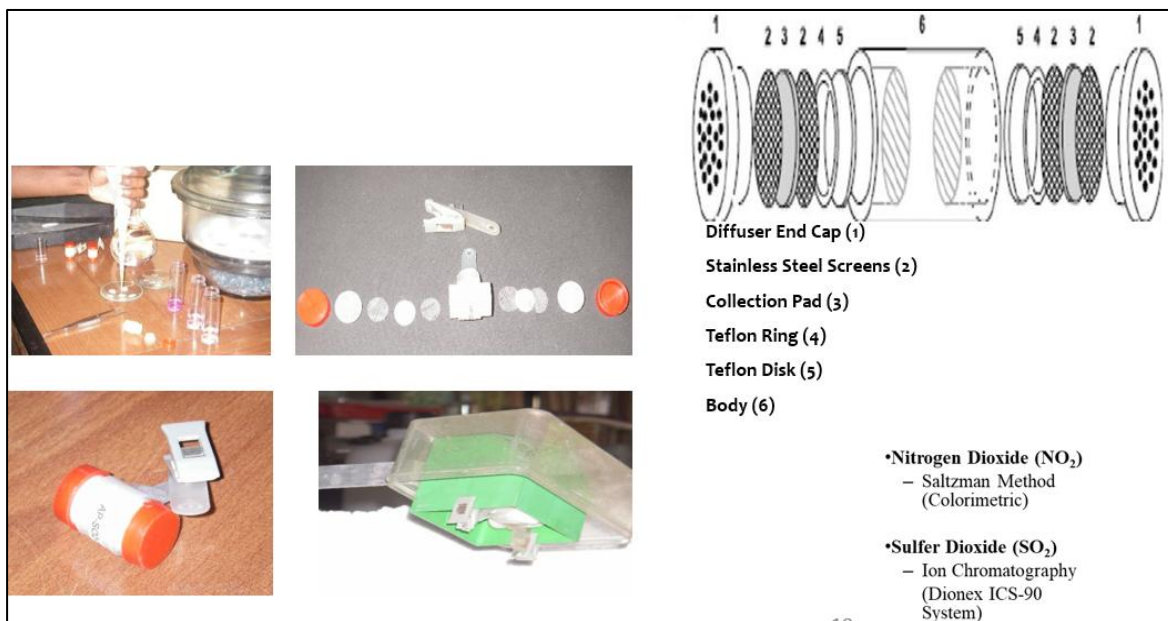 1 2 3 2 4 5 6 5 4 2 3 2 1
Diffuser End Cap (1)
Stainless Steel Screens (2)
Collection Pad (3)
Teflon Ring (4)
Teflon Disk (5)
Body (6)
•Nitrogen Dioxide (NO₂)
– Saltzman Method
(Colorimetric)
•Sulfer Dioxide (SO₂)
– Ion Chromatography
(Dionex ICS-90
System)